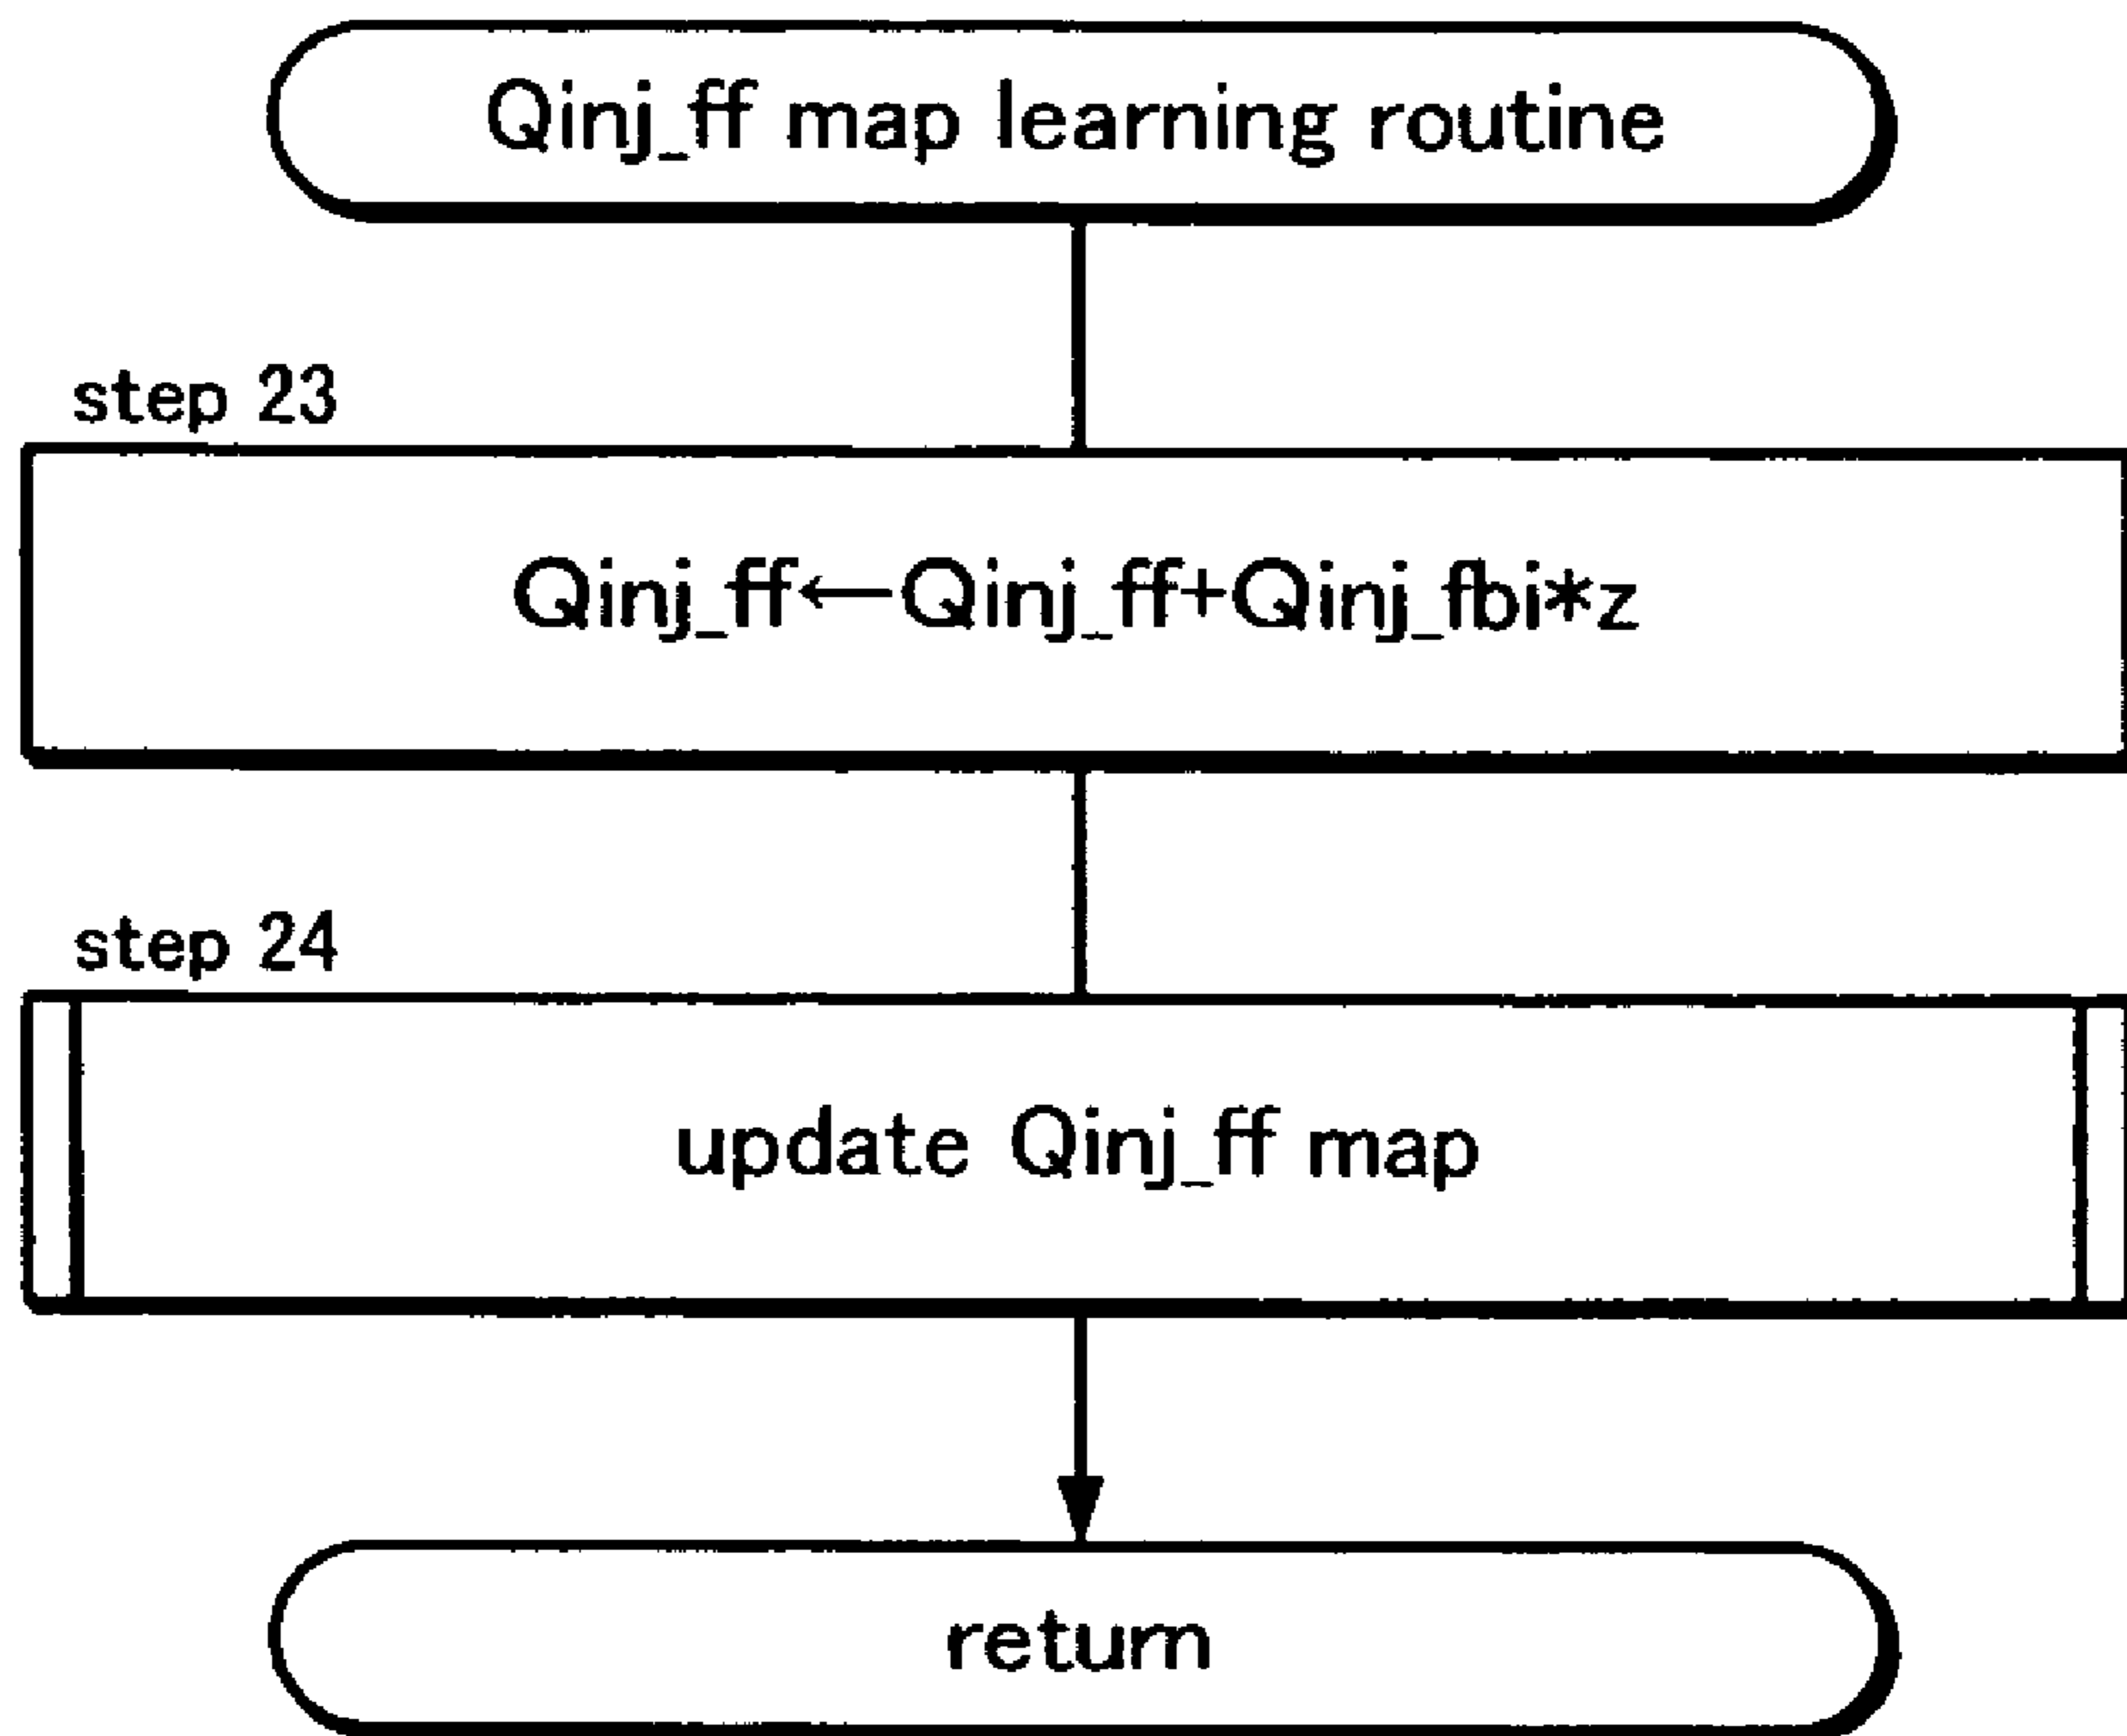 Qinj_ff map learning routine
step 23
Qinj_ff←Qinj_ff+Qinj_fbi*z
step 24
update Qinj_ff map
return